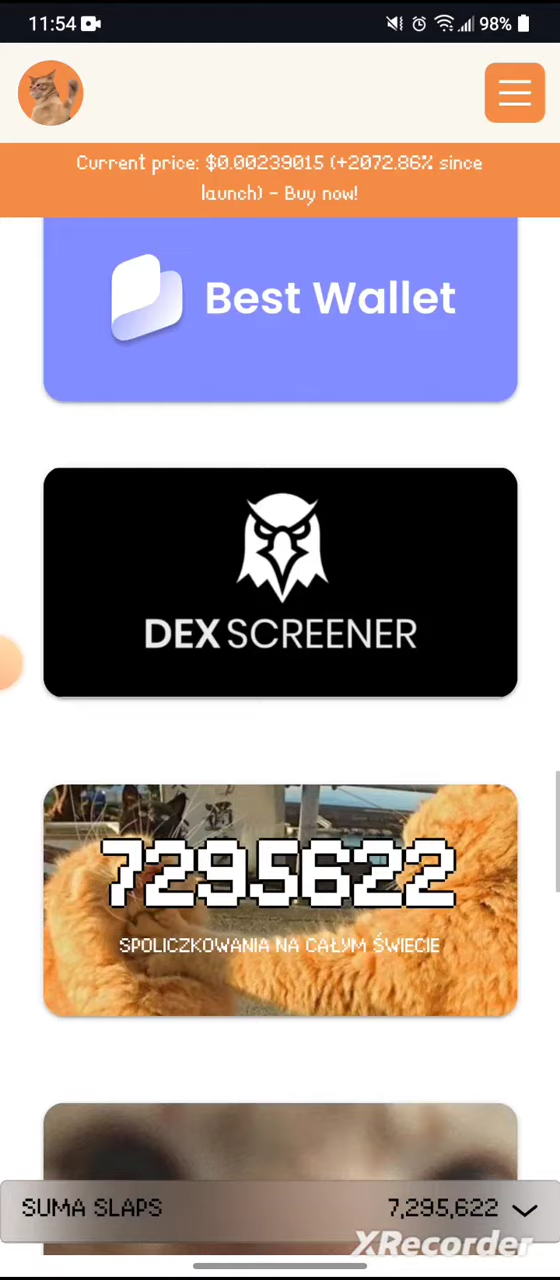 11:54
98%
Current price: $0.00239015 (+2072.86% since
launch) - Buy now!
Best Wallet
DEX SCREENER
7295622
SPOLICZKOWANIA NA CAŁYM ŚWIECIE
SUMA SLAPS 7,295,622
XRecorder